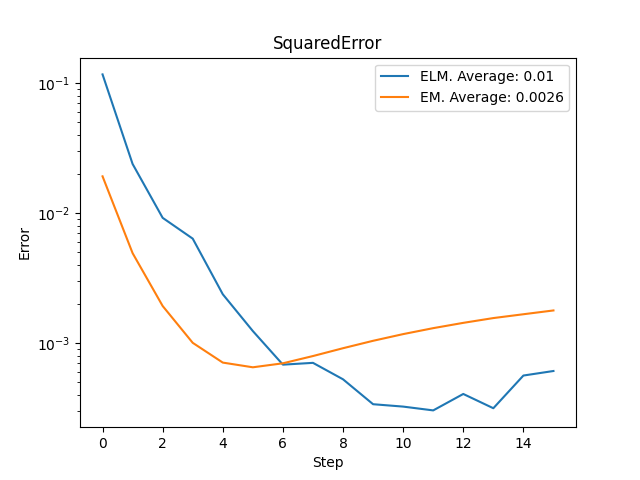 SquaredError
ELM. Average: 0.01
EM. Average: 0.0026
Error
10⁻¹
10⁻²
10⁻³
0 2 4 6 8 10 12 14
Step